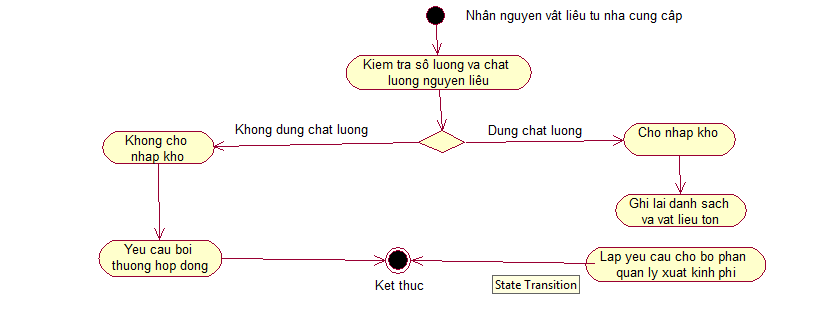 Nhân nguyen vât liêu tu nha cung câp
Kiem tra sô luong va chat
luong nguyen liêu
Khong dung chat luong
Dung chat luong
Khong cho
nhap kho
Cho nhap kho
Ghi lai danh sach
va vat lieu ton
Yeu cau boi
thuong hop dong
Lap yeu cau cho bo phan
quan ly xuat kinh phi
State Transition
Ket thuc